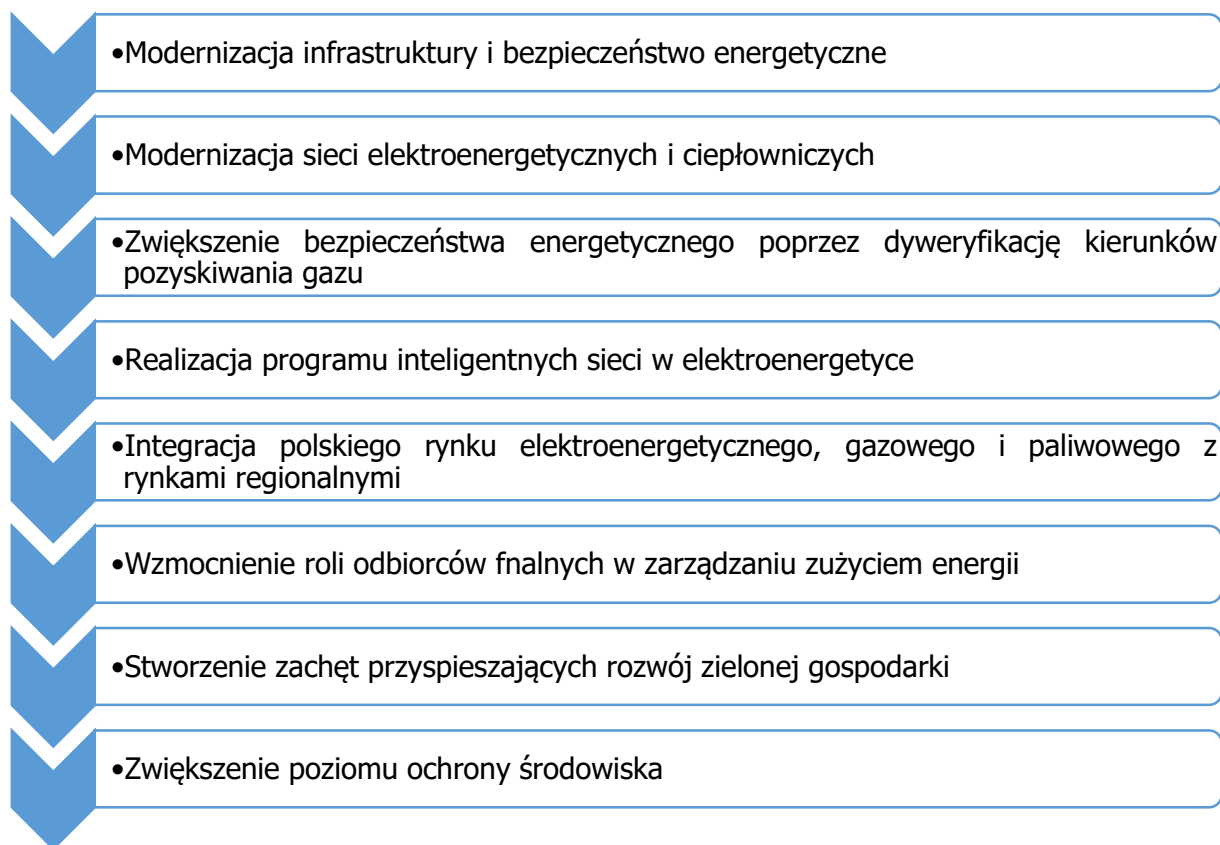 •Modernizacja infrastruktury i bezpieczeństwo energetyczne
•Modernizacja sieci elektroenergetycznych i ciepłowniczych
•Zwiększenie bezpieczeństwa energetycznego poprzez dyweryfikację kierunków
pozyskiwania gazu
•Realizacja programu inteligentnych sieci w elektroenergetyce
•Integracja polskiego rynku elektroenergetycznego, gazowego i paliwowego z
rynkami regionalnymi
•Wzmocnienie roli odbiorców fnalnych w zarządzaniu zużyciem energii
•Stworzenie zachęt przyspieszających rozwój zielonej gospodarki
•Zwiększenie poziomu ochrony środowiska